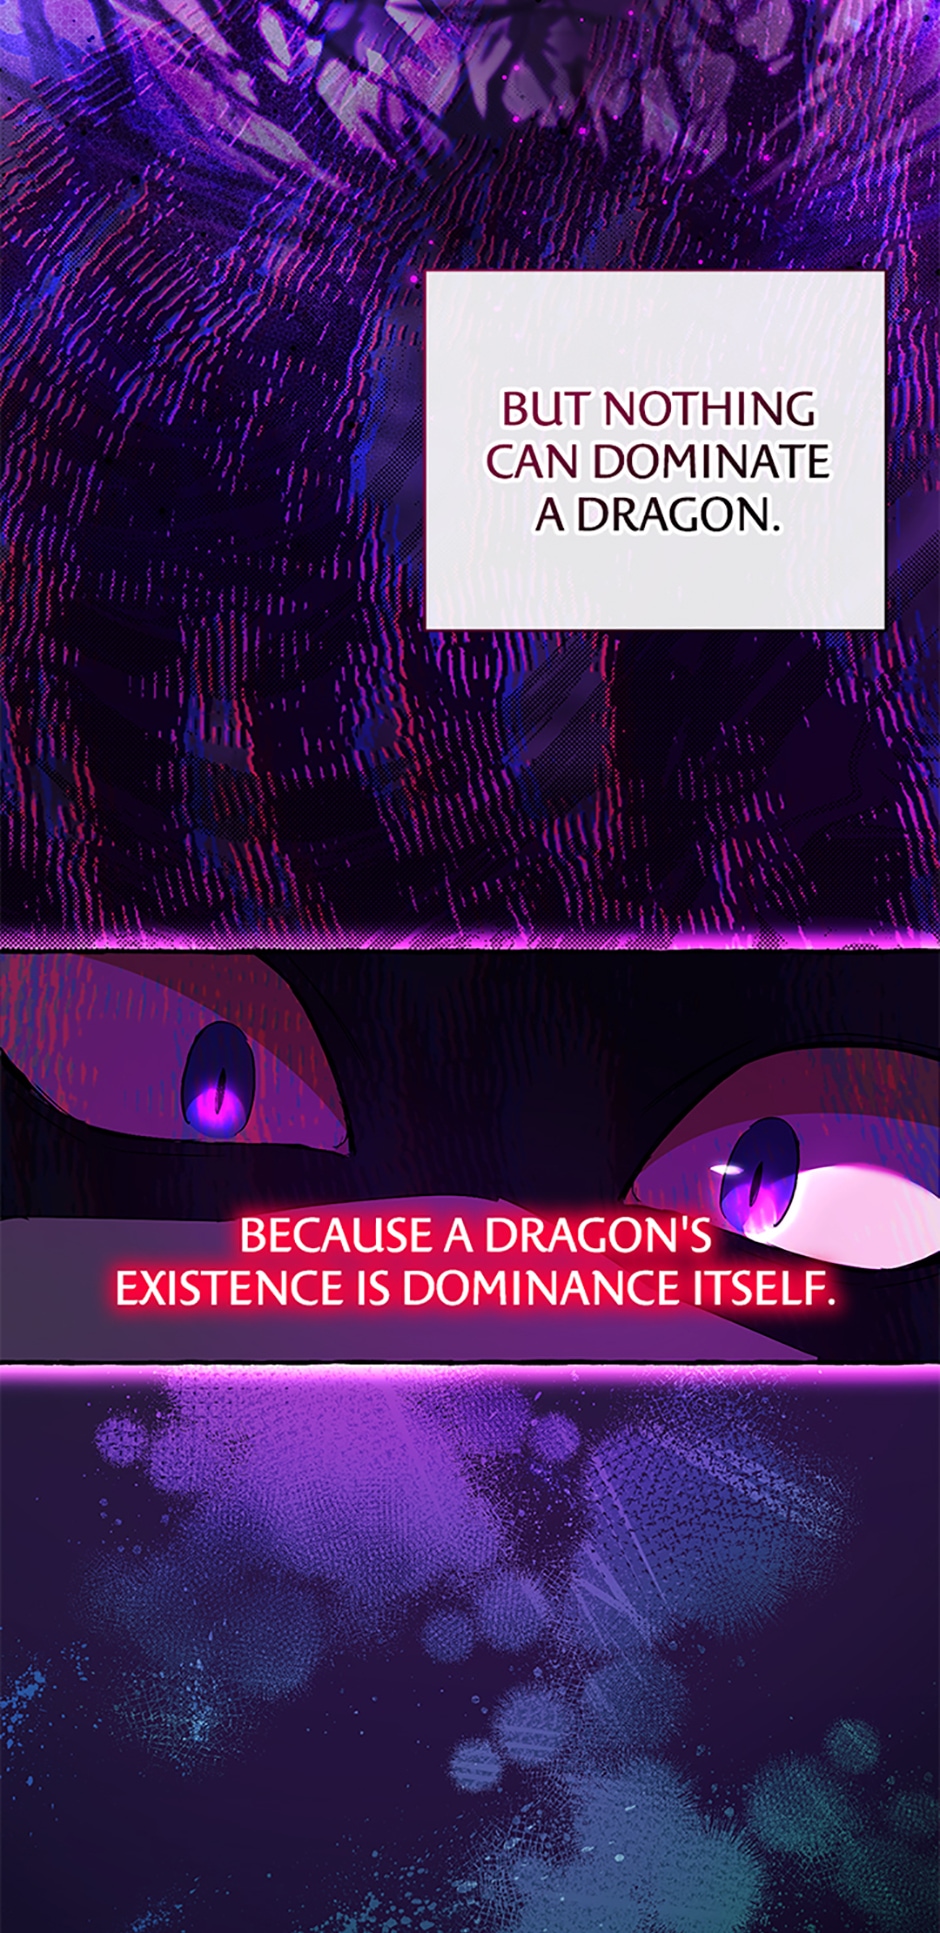 BUT NOTHING
CAN DOMINATE
A DRAGON.
BECAUSE A DRAGON'S
EXISTENCE IS DOMINANCE ITSELF.